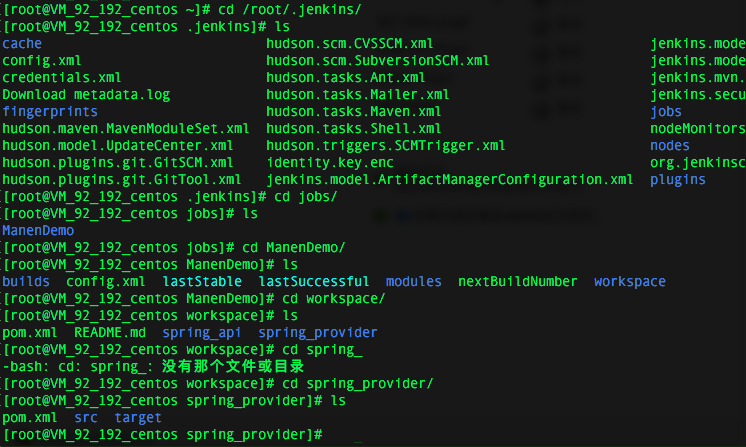 [root@VM_92_192_centos ~]# cd /root/.jenkins/
[root@VM_92_192_centos .jenkins]# ls
cache hudson.scm.CVSSCM.xml jenkins.mode
config.xml hudson.scm.SubversionSCM.xml jenkins.mode
credentials.xml hudson.tasks.Ant.xml jenkins.mvn.
Download metadata.log hudson.tasks.Mailer.xml jenkins.secu
fingerprints hudson.tasks.Maven.xml jobs
hudson.maven.MavenModuleSet.xml hudson.tasks.Shell.xml nodeMonitors
hudson.model.UpdateCenter.xml hudson.triggers.SCMTrigger.xml nodes
hudson.plugins.git.GitSCM.xml identity.key.enc org.jenkinsc
hudson.plugins.git.GitTool.xml jenkins.model.ArtifactManagerConfiguration.xml plugins
[root@VM_92_192_centos .jenkins]# cd jobs/
[root@VM_92_192_centos jobs]# ls
ManenDemo
[root@VM_92_192_centos jobs]# cd ManenDemo/
[root@VM_92_192_centos ManenDemo]# ls
builds config.xml lastStable lastSuccessful modules nextBuildNumber workspace
[root@VM_92_192_centos ManenDemo]# cd workspace/
[root@VM_92_192_centos workspace]# ls
pom.xml README.md spring_api spring_provider
[root@VM_92_192_centos workspace]# cd spring_
-bash: cd: spring_: 没有那个文件或目录
[root@VM_92_192_centos workspace]# cd spring_provider/
[root@VM_92_192_centos spring_provider]# ls
pom.xml src target
[root@VM_92_192_centos spring_provider]#